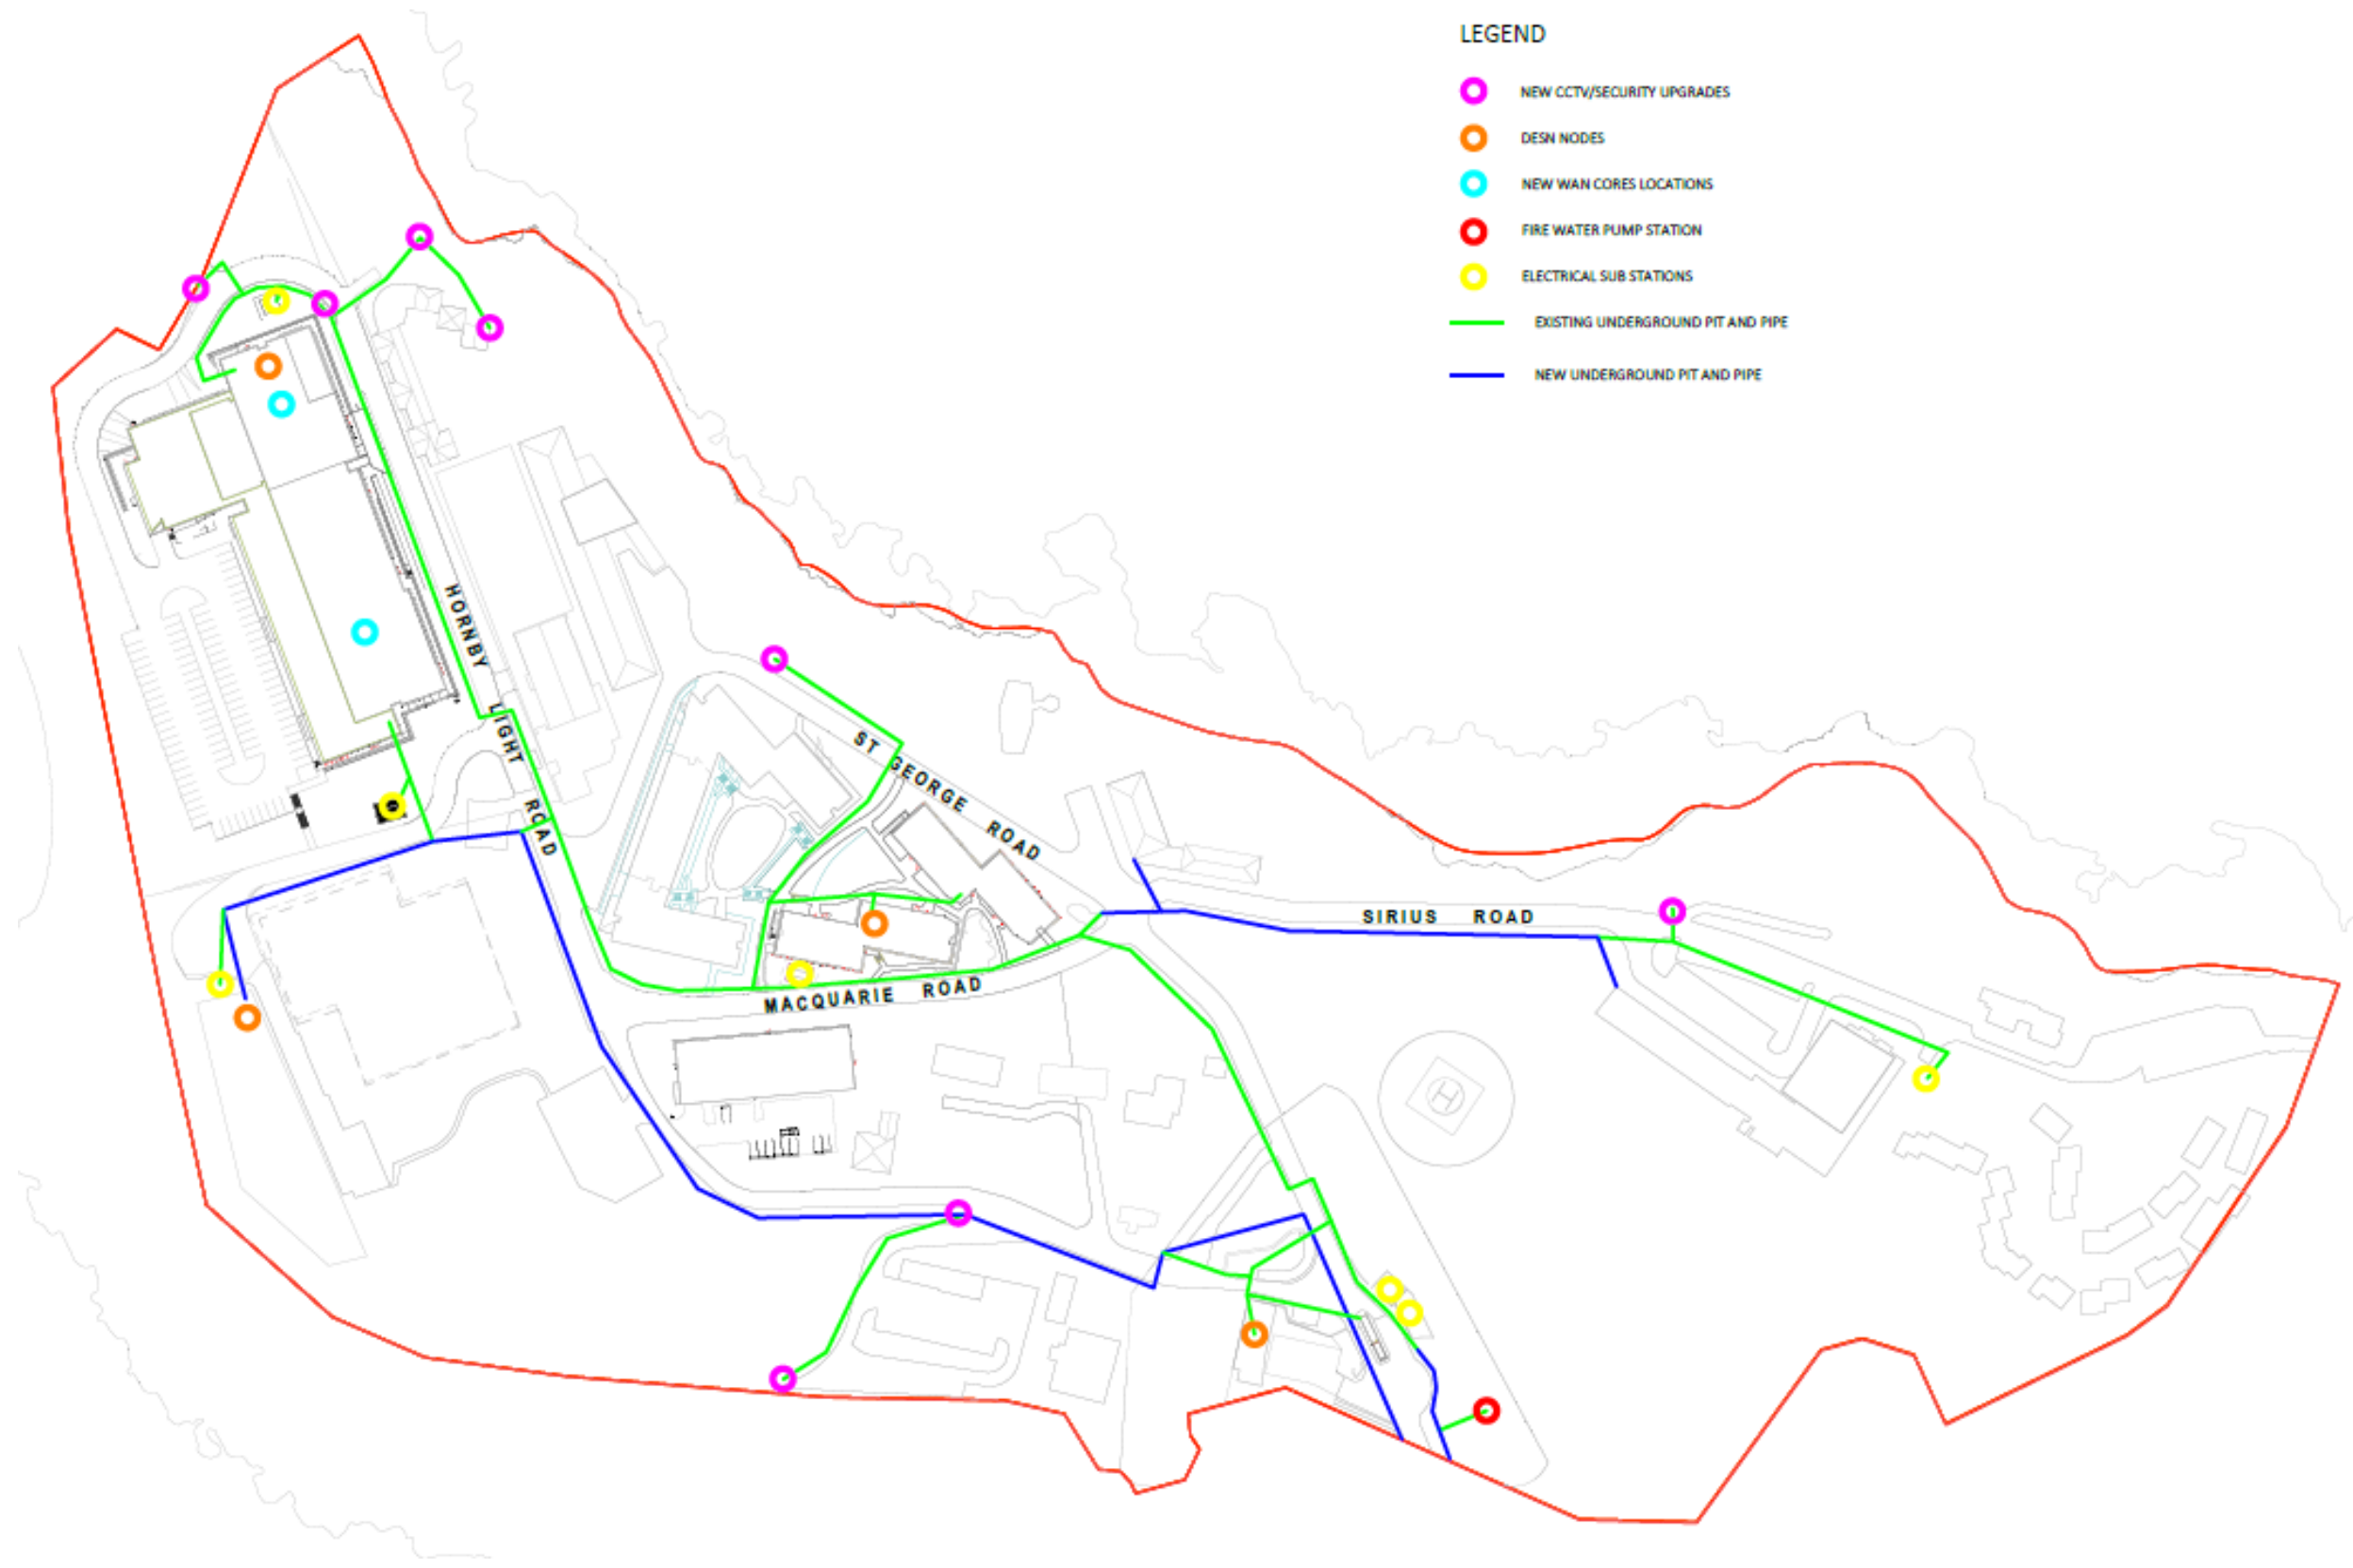 LEGEND
NEW CCTV/SECURITY UPGRADES
DESN NODES
NEW WAN CORES LOCATIONS
FIRE WATER PUMP STATION
ELECTRICAL SUB STATIONS
EXISTING UNDERGROUND PIT AND PIPE
NEW UNDERGROUND PIT AND PIPE
HORNBY LIGHT ROAD
ST GEORGE ROAD
SIRIUS ROAD
MACQUARIE ROAD
H